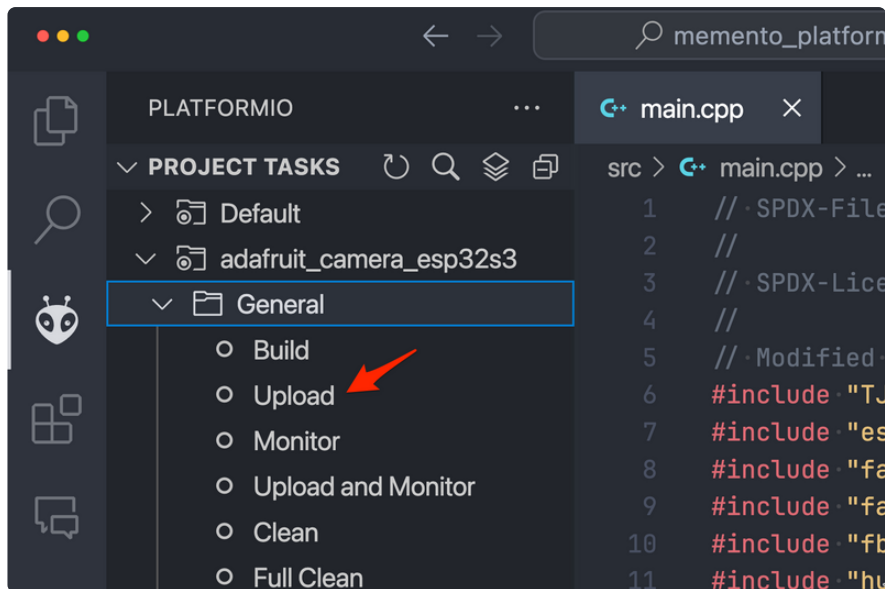 memento_platform
PLATFORMIO
PROJECT TASKS
Default
adafruit_camera_esp32s3
General
Build
Upload
Monitor
Upload and Monitor
Clean
Full Clean
main.cpp
src > main.cpp > ...
1 // SPDX-File
2 //
3 // SPDX-Lice
4 //
5 // Modified
6 #include "TJ
7 #include "es
8 #include "fa
9 #include "fa
10 #include "fb
11 #include "hu